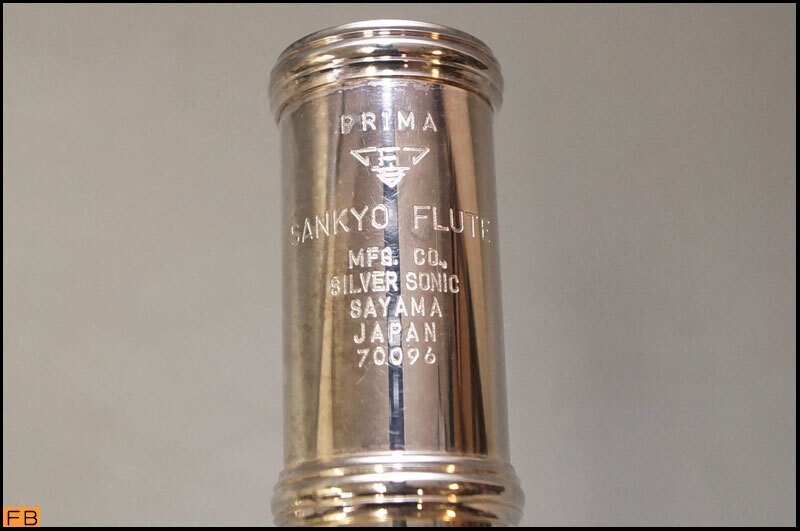 PRIMA
SANKYO FLUTE
MFG. CO.,
SILVER SONIC
SAYAMA
JAPAN
70096
FB